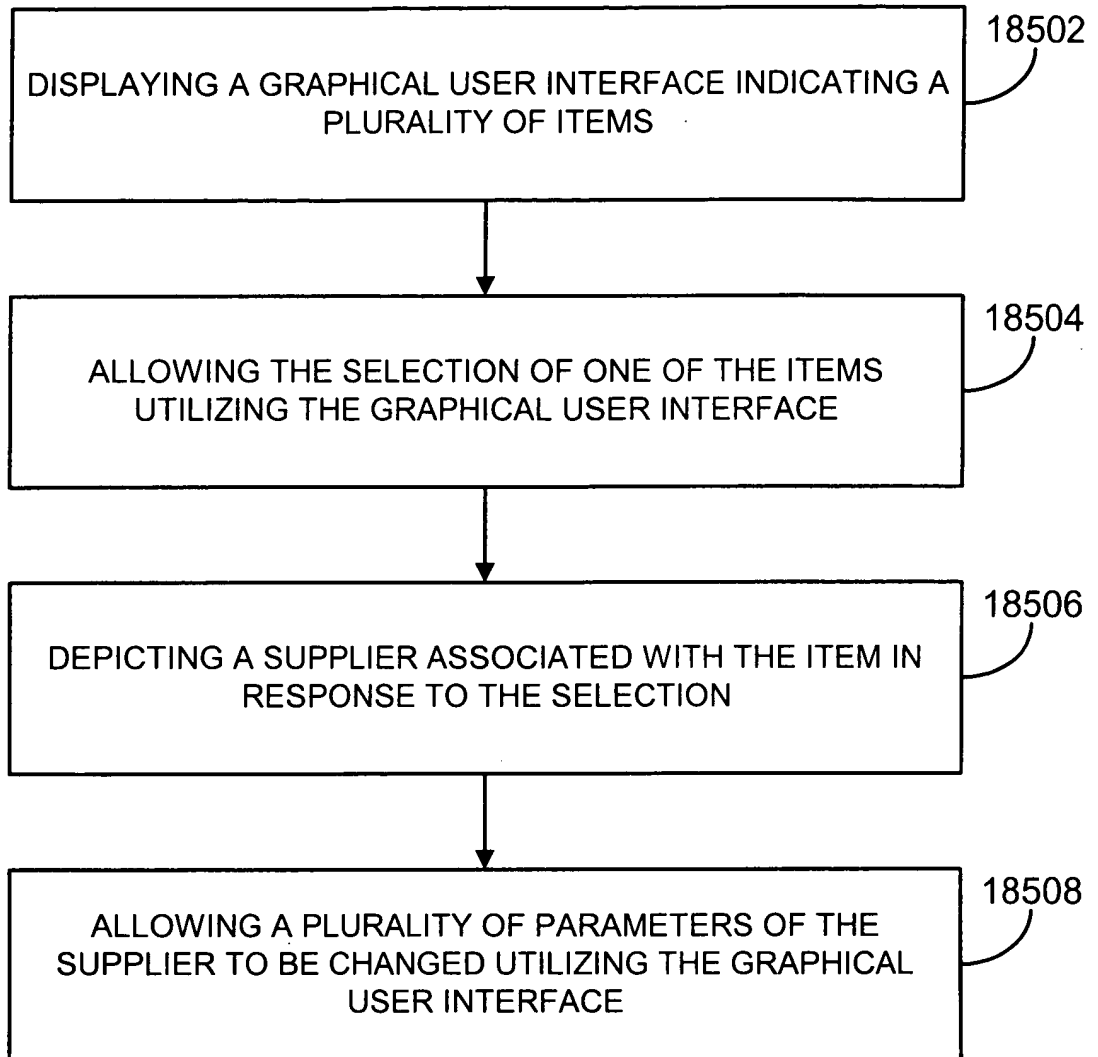 18502
DISPLAYING A GRAPHICAL USER INTERFACE INDICATING A
PLURALITY OF ITEMS
18504
ALLOWING THE SELECTION OF ONE OF THE ITEMS
UTILIZING THE GRAPHICAL USER INTERFACE
18506
DEPICTING A SUPPLIER ASSOCIATED WITH THE ITEM IN
RESPONSE TO THE SELECTION
18508
ALLOWING A PLURALITY OF PARAMETERS OF THE
SUPPLIER TO BE CHANGED UTILIZING THE GRAPHICAL
USER INTERFACE